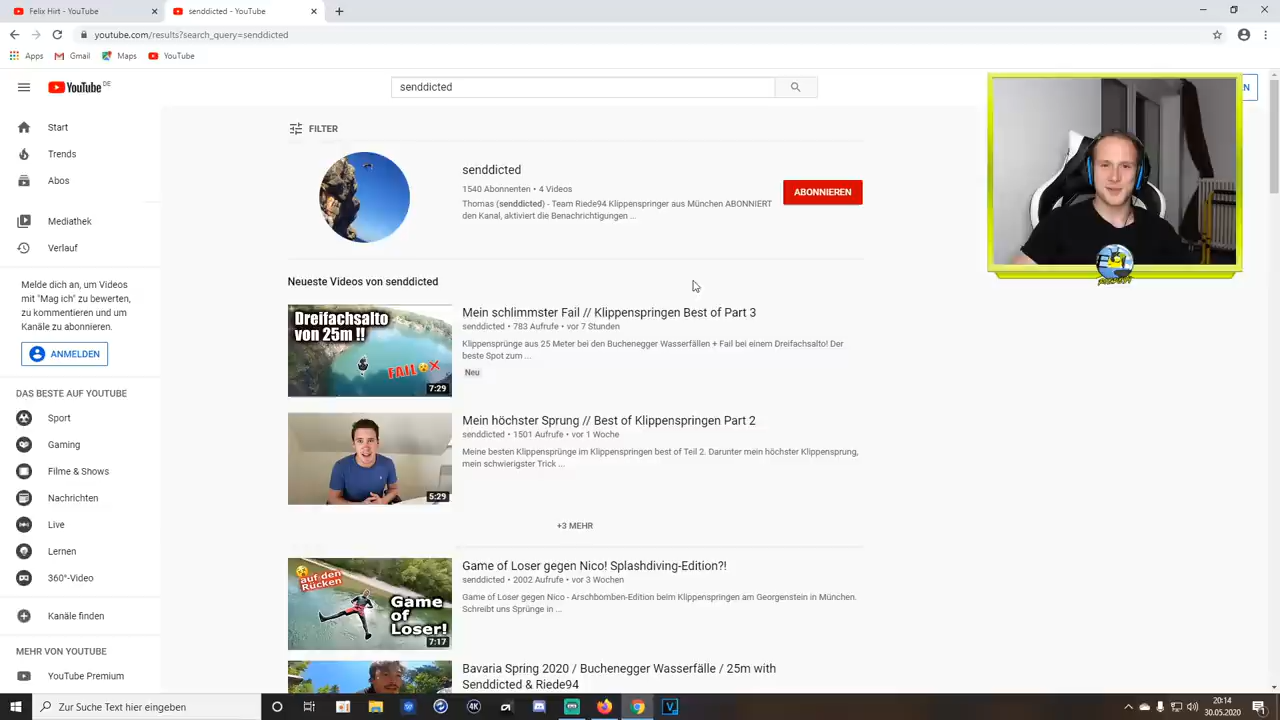 Felix Hirt - YouTube
senddicted - YouTube
youtube.com/results?search_query=senddicted
Apps
Gmail
Maps
YouTube
YouTube DE
senddicted
N
Start
Trends
Abos
Mediathek
Verlauf
Melde dich an, um Videos
mit "Mag ich" zu bewerten,
zu kommentieren und um
Kanäle zu abonnieren.
ANMELDEN
DAS BESTE AUF YOUTUBE
Sport
Gaming
Filme & Shows
Nachrichten
Live
Lernen
360°-Video
Kanäle finden
MEHR VON YOUTUBE
YouTube Premium
FILTER
senddicted
1540 Abonnenten • 4 Videos
Thomas (senddicted) - Team Riede94 Klippenspringer aus München ABONNIERT
den Kanal, aktiviert die Benachrichtigungen ...
ABONNIEREN
Neueste Videos von senddicted
Dreifachsalto
von 25m !!
FAIL
7:29
Mein schlimmster Fail // Klippenspringen Best of Part 3
senddicted • 783 Aufrufe • vor 7 Stunden
Klippensprünge aus 25 Meter bei den Buchenegger Wasserfällen + Fail bei einem Dreifachsalto! Der
beste Spot zum ...
Neu
5:29
Mein höchster Sprung // Best of Klippenspringen Part 2
senddicted • 1501 Aufrufe • vor 1 Woche
Meine besten Klippensprünge im Klippenspringen best of Teil 2. Darunter mein höchster Klippensprung,
mein schwierigster Trick ...
+3 MEHR
auf den
Rücken
Game
of
Loser!
7:17
Game of Loser gegen Nico! Splashdiving-Edition?!
senddicted • 2002 Aufrufe • vor 3 Wochen
Game of Loser gegen Nico - Arschbomben-Edition beim Klippenspringen am Georgenstein in München.
Schreibt uns Sprünge in ...
Bavaria Spring 2020 / Buchenegger Wasserfälle / 25m with
Senddicted & Riede94
Zur Suche Text hier eingeben
4K
V
20:14
30.05.2020